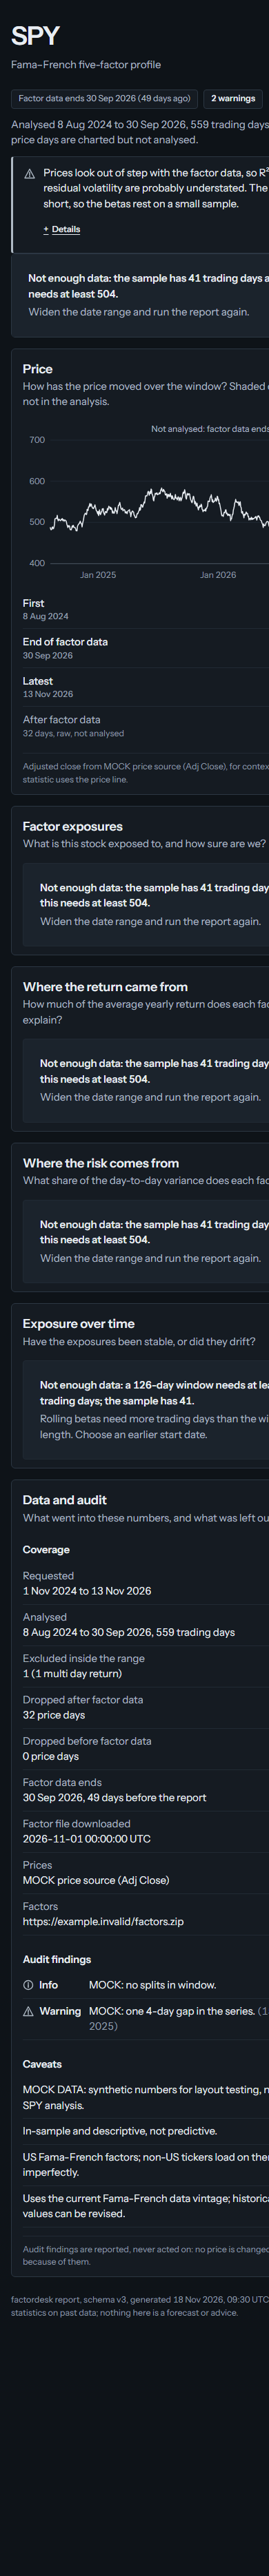 SPY
Fama–French five-factor profile
Factor data ends 30 Sep 2026 (49 days ago)
2 warnings
Analysed 8 Aug 2024 to 30 Sep 2026, 559 trading days
price days are charted but not analysed.
Prices look out of step with the factor data, so R²
residual volatility are probably understated. The
short, so the betas rest on a small sample.
+ Details
Not enough data: the sample has 41 trading days a
needs at least 504.
Widen the date range and run the report again.
Price
How has the price moved over the window? Shaded
not in the analysis.
Not analysed: factor data ends
700
600
500
400
Jan 2025
Jan 2026
First
8 Aug 2024
End of factor data
30 Sep 2026
Latest
13 Nov 2026
After factor data
32 days, raw, not analysed
Adjusted close from MOCK price source (Adj Close), for contex
statistic uses the price line.
Factor exposures
What is this stock exposed to, and how sure are we?
Not enough data: the sample has 41 trading day
this needs at least 504.
Widen the date range and run the report again.
Where the return came from
How much of the average yearly return does each fac
explain?
Not enough data: the sample has 41 trading day
this needs at least 504.
Widen the date range and run the report again.
Where the risk comes from
What share of the day-to-day variance does each fac
Not enough data: the sample has 41 trading day
this needs at least 504.
Widen the date range and run the report again.
Exposure over time
Have the exposures been stable, or did they drift?
Not enough data: a 126-day window needs at lea
trading days; the sample has 41.
Rolling betas need more trading days than the wi
length. Choose an earlier start date.
Data and audit
What went into these numbers, and what was left ou
Coverage
Requested
1 Nov 2024 to 13 Nov 2026
Analysed
8 Aug 2024 to 30 Sep 2026, 559 trading days
Excluded inside the range
1 (1 multi day return)
Dropped after factor data
32 price days
Dropped before factor data
0 price days
Factor data ends
30 Sep 2026, 49 days before the report
Factor file downloaded
2026-11-01 00:00:00 UTC
Prices
MOCK price source (Adj Close)
Factors
https://example.invalid/factors.zip
Audit findings
Info MOCK: no splits in window.
Warning MOCK: one 4-day gap in the series. (1
2025)
Caveats
MOCK DATA: synthetic numbers for layout testing, n
SPY analysis.
In-sample and descriptive, not predictive.
US Fama-French factors; non-US tickers load on the
imperfectly.
Uses the current Fama-French data vintage; historica
values can be revised.
Audit findings are reported, never acted on: no price is changed
because of them.
factordesk report, schema v3, generated 18 Nov 2026, 09:30 UTC
statistics on past data; nothing here is a forecast or advice.